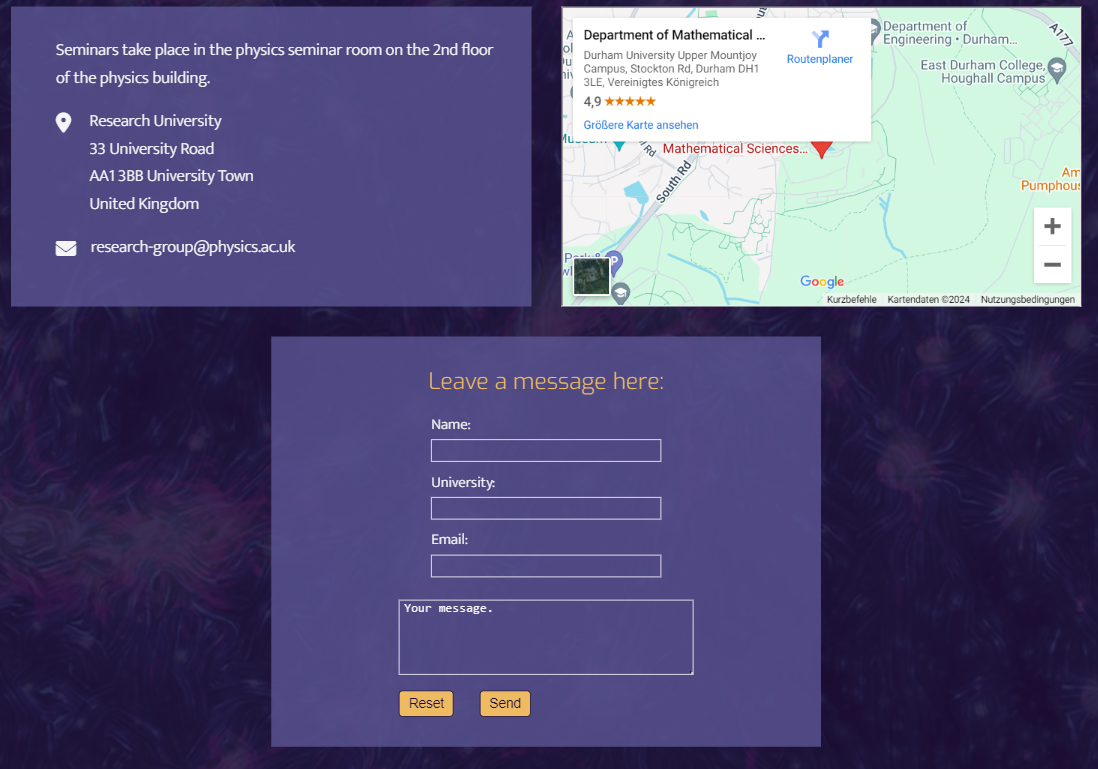 Seminars take place in the physics seminar room on the 2nd floor
of the physics building.
Research University
33 University Road
AA1 3BB University Town
United Kingdom
research-group@physics.ac.uk
Department of Mathematical ...
Durham University Upper Mountjoy
Campus, Stockton Rd, Durham DH1
3LE, Vereinigtes Königreich
4,9
Größere Karte ansehen
Routenplaner
Department of
Engineering • Durham...
A177
East Durham College,
Houghall Campus
Mathematical Sciences...
South Rd
Rd
Am
Pumphous
Google
Kurzbefehle Kartendaten ©2024 Nutzungsbedingungen
Leave a message here:
Name:
University:
Email:
Your message.
Reset Send